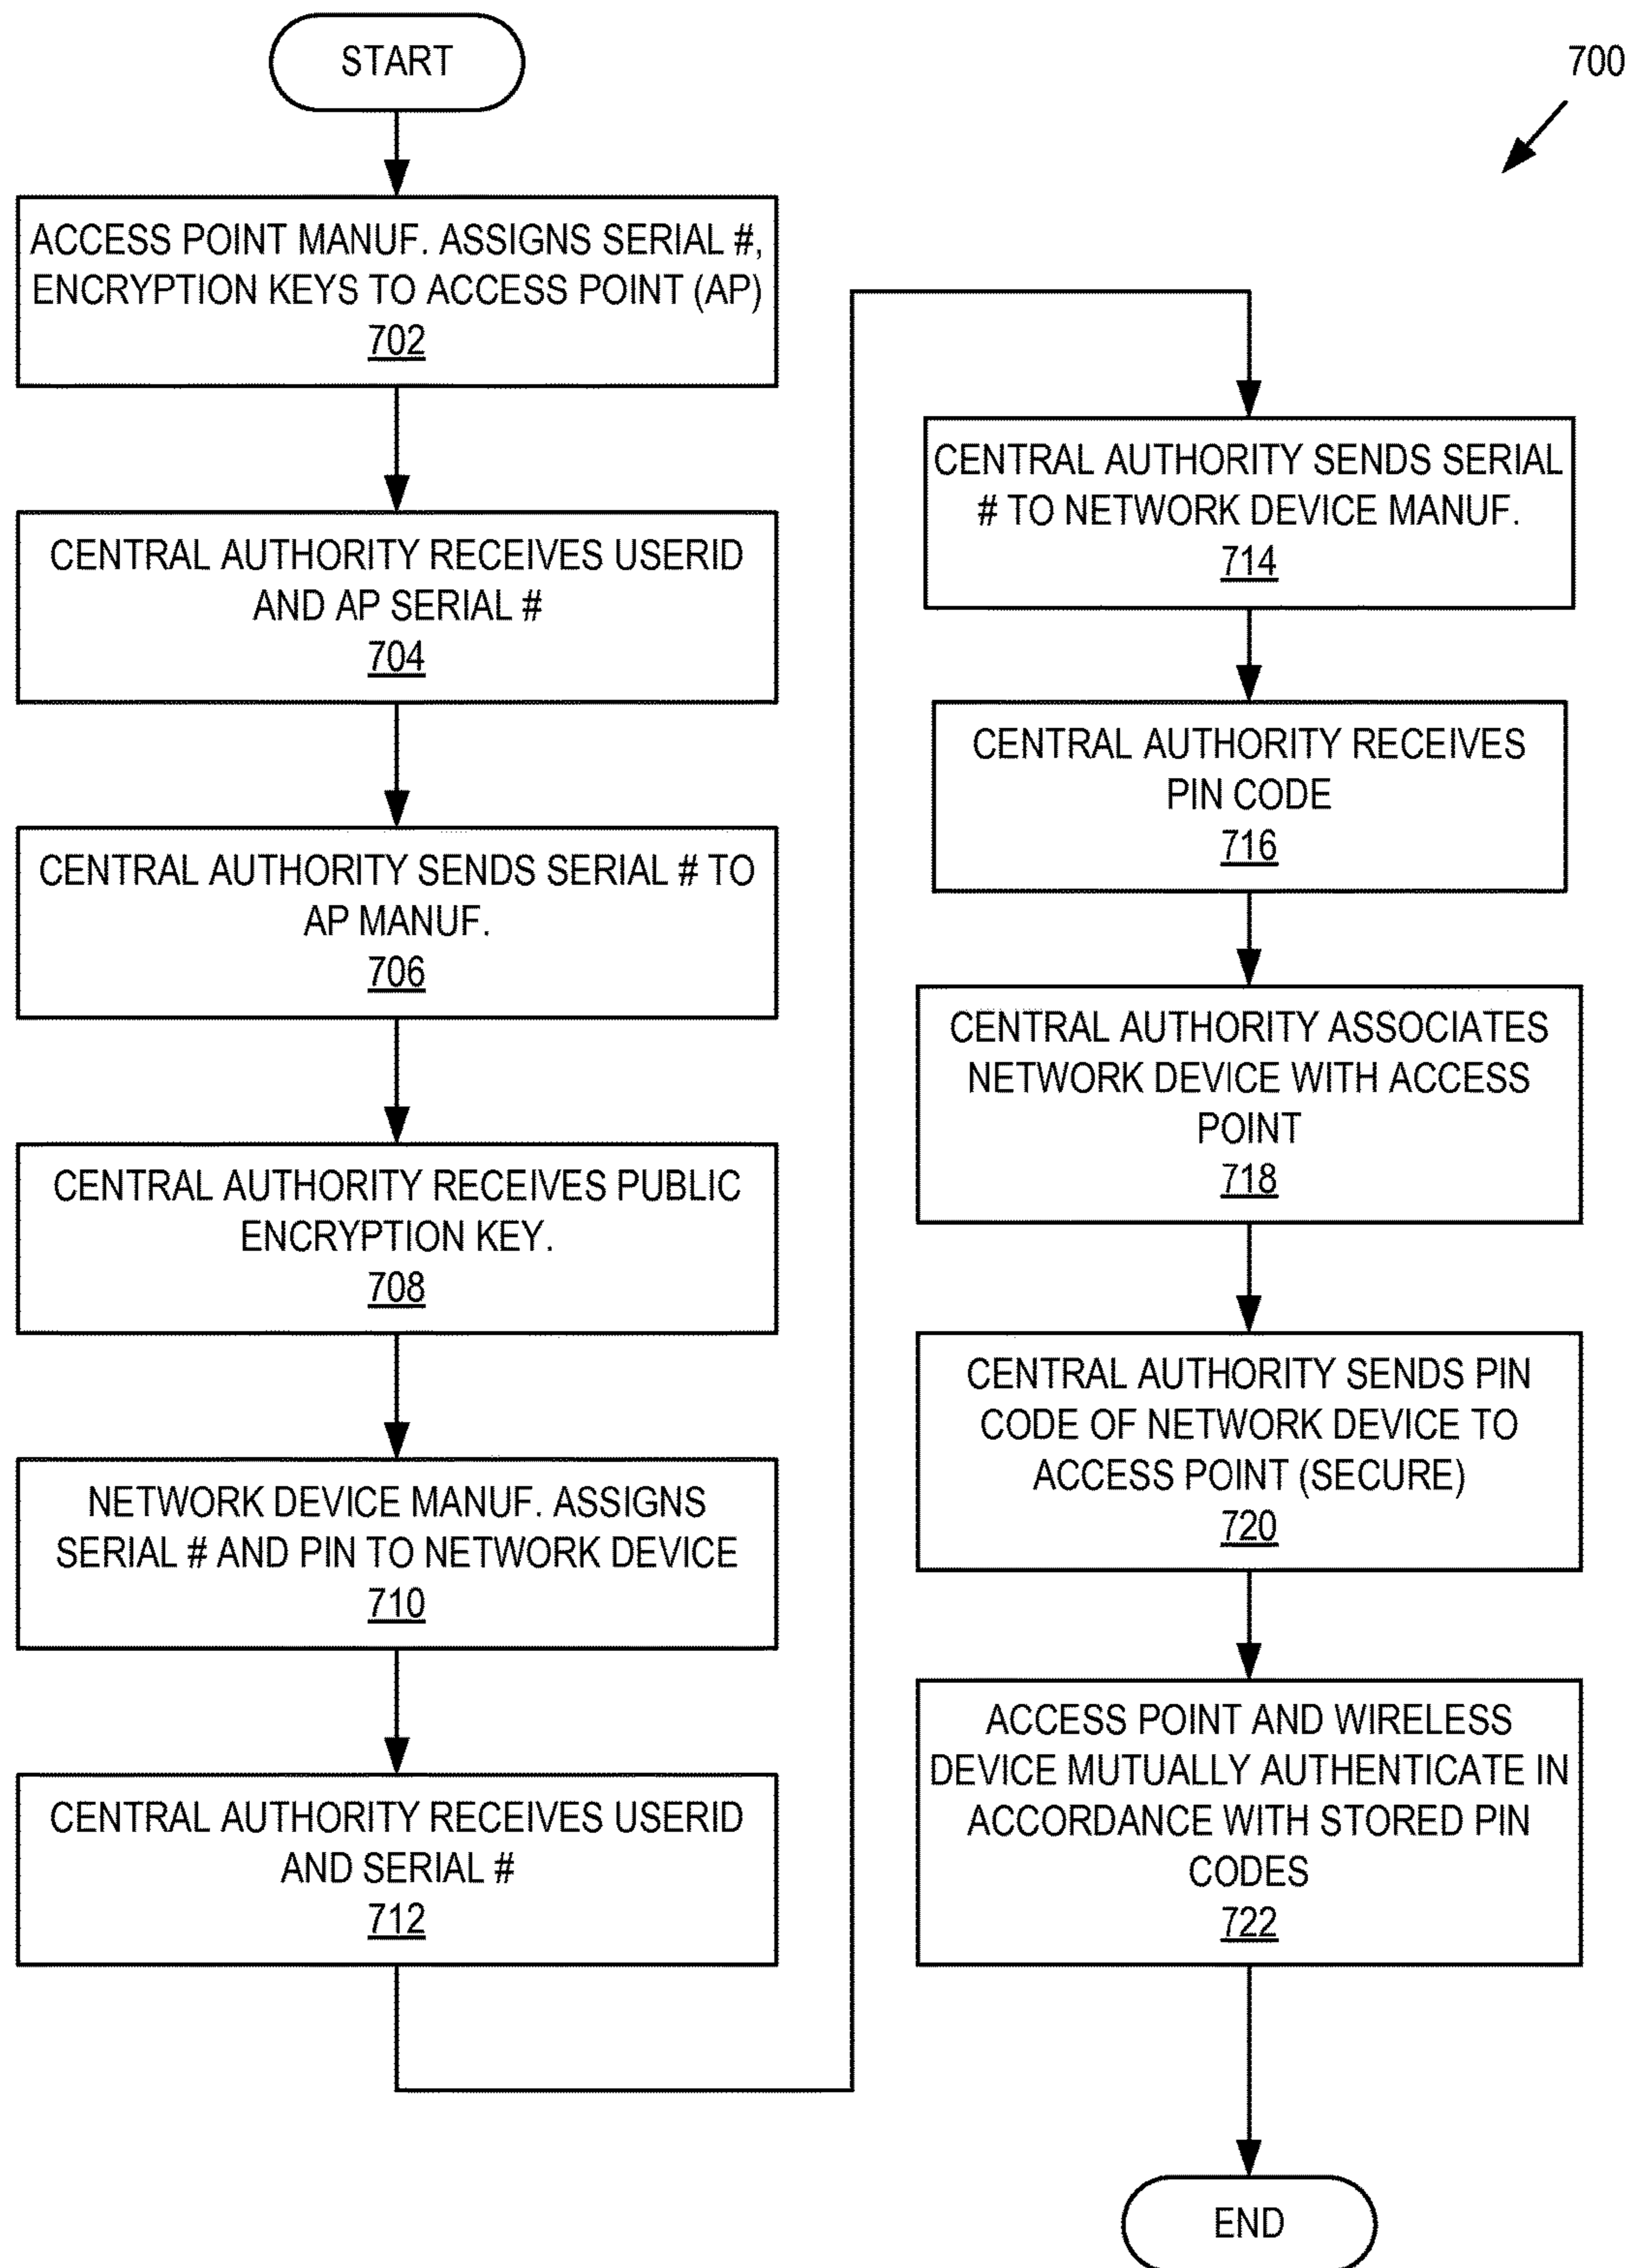 START
700
ACCESS POINT MANUF. ASSIGNS SERIAL #,
ENCRYPTION KEYS TO ACCESS POINT (AP)
702
CENTRAL AUTHORITY RECEIVES USERID
AND AP SERIAL #
704
CENTRAL AUTHORITY SENDS SERIAL # TO
AP MANUF.
706
CENTRAL AUTHORITY RECEIVES PUBLIC
ENCRYPTION KEY.
708
NETWORK DEVICE MANUF. ASSIGNS
SERIAL # AND PIN TO NETWORK DEVICE
710
CENTRAL AUTHORITY RECEIVES USERID
AND SERIAL #
712
CENTRAL AUTHORITY SENDS SERIAL
# TO NETWORK DEVICE MANUF.
714
CENTRAL AUTHORITY RECEIVES
PIN CODE
716
CENTRAL AUTHORITY ASSOCIATES
NETWORK DEVICE WITH ACCESS
POINT
718
CENTRAL AUTHORITY SENDS PIN
CODE OF NETWORK DEVICE TO
ACCESS POINT (SECURE)
720
ACCESS POINT AND WIRELESS
DEVICE MUTUALLY AUTHENTICATE IN
ACCORDANCE WITH STORED PIN
CODES
722
END